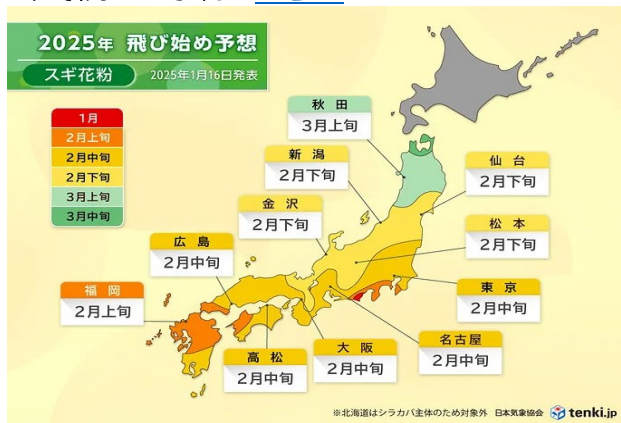 2025年 飛び始め予想
スギ花粉
2025年1月16日発表
1月
2月上旬
2月中旬
2月下旬
3月上旬
3月中旬
秋田
3月上旬
新潟
2月下旬
仙台
2月下旬
金沢
2月下旬
松本
2月下旬
広島
2月中旬
東京
2月中旬
福岡
2月上旬
名古屋
2月中旬
大阪
2月中旬
高松
2月中旬
※北海道はシラカバ主体のため対象外 日本気象協会 tenki.jp